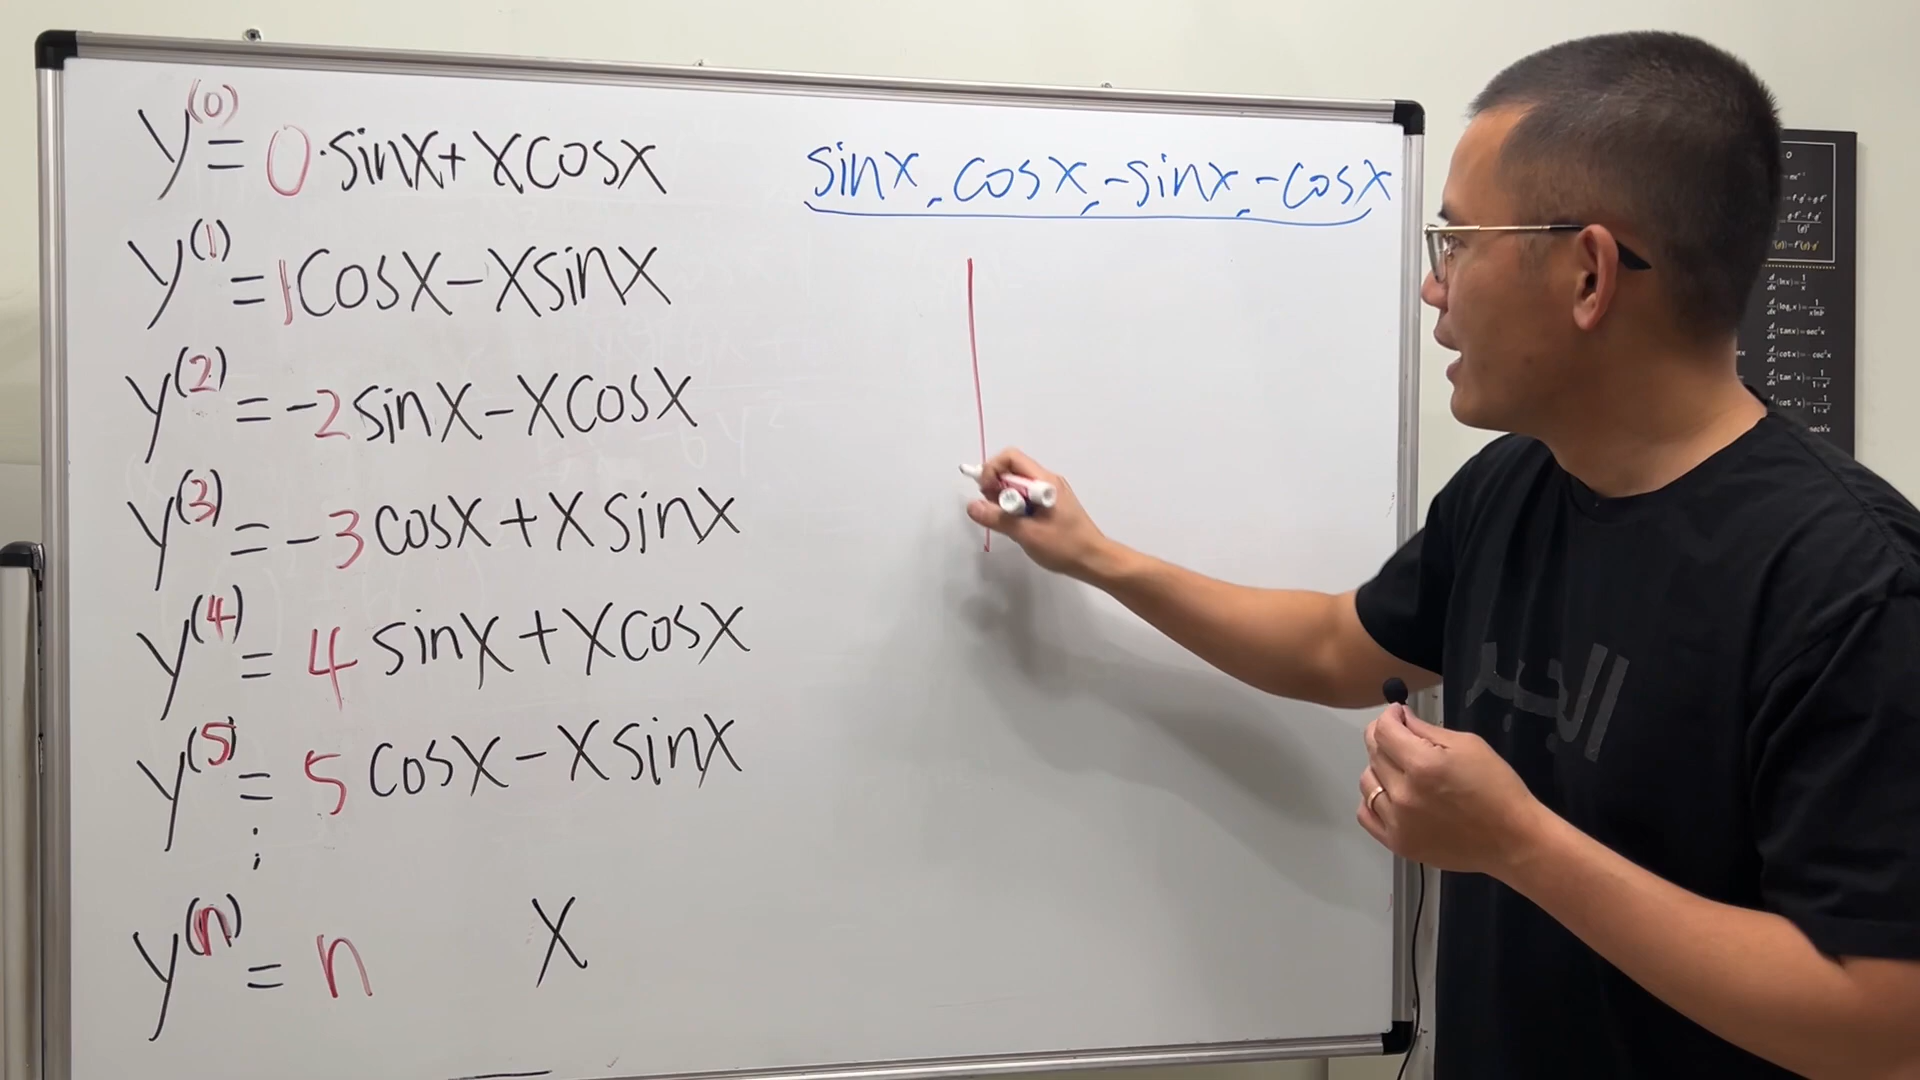 y⁽⁰⁾ = 0·sinx + xcosx
y⁽¹⁾ = 1cosx − xsinx
y⁽²⁾ = −2sinx − xcosx
y⁽³⁾ = −3cosx + xsinx
y⁽⁴⁾ = 4sinx + xcosx
y⁽⁵⁾ = 5cosx − xsinx
⋮
y⁽ⁿ⁾ = n x
sinx, cosx, −sinx, −cosx
الجبر